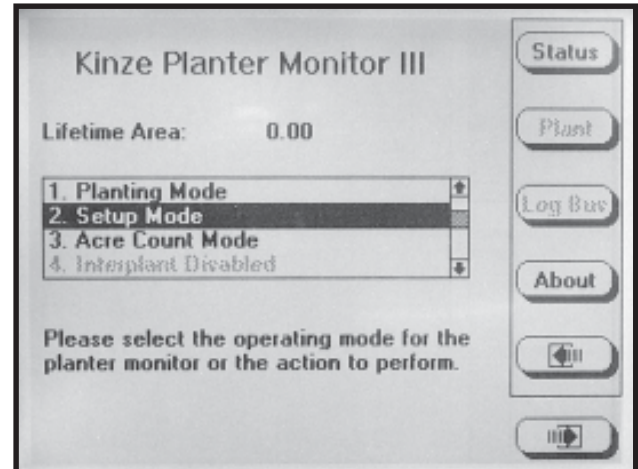 Kinze Planter Monitor III
Lifetime Area: 0.00
1. Planting Mode
2. Setup Mode
3. Acre Count Mode
4. Interplant Disabled
Please select the operating mode for the
planter monitor or the action to perform.
Status
Plant
Log Bus
About